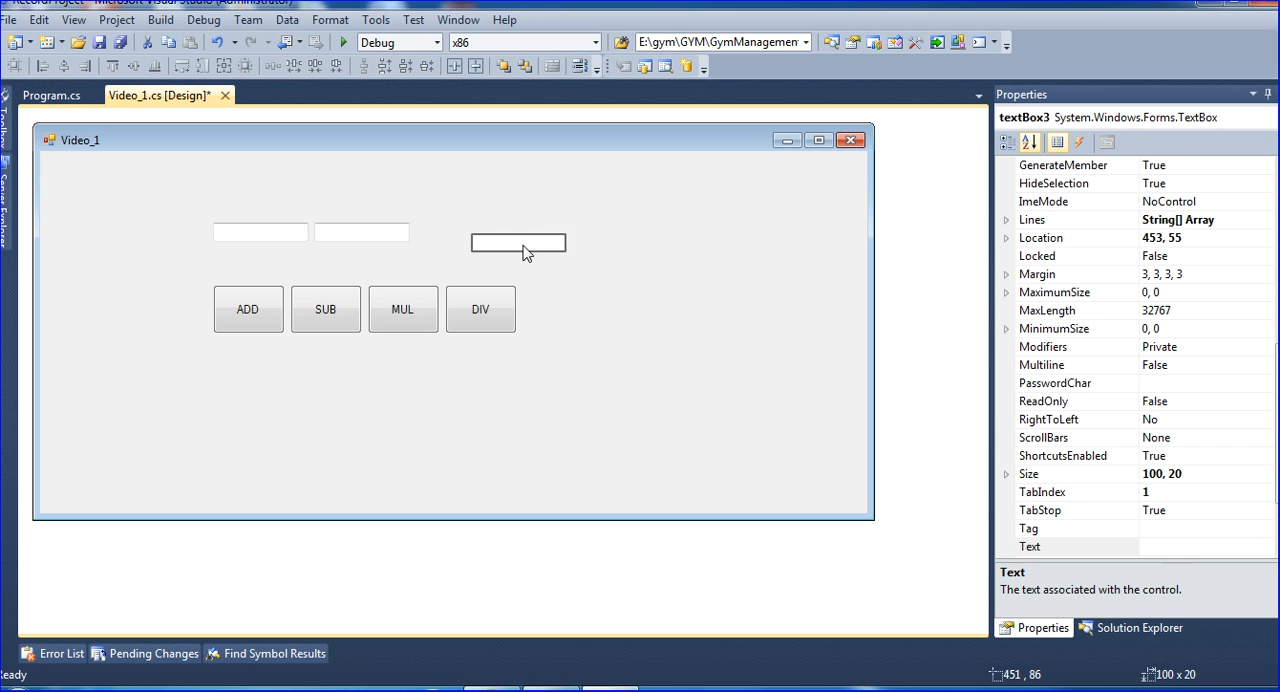 File Edit View Project Build Debug Team Data Format Tools Test Window Help
Debug x86 E:\gym\GYM\GymManagement
Program.cs Video_1.cs [Design]*
Video_1
ADD SUB MUL DIV
Server Explorer
Properties
textBox3 System.Windows.Forms.TextBox
GenerateMember True
HideSelection True
ImeMode NoControl
Lines String[] Array
Location 453, 55
Locked False
Margin 3, 3, 3, 3
MaximumSize 0, 0
MaxLength 32767
MinimumSize 0, 0
Modifiers Private
Multiline False
PasswordChar
ReadOnly False
RightToLeft No
ScrollBars None
ShortcutsEnabled True
Size 100, 20
TabIndex 1
TabStop True
Tag
Text
Text
The text associated with the control.
Properties Solution Explorer
Error List Pending Changes Find Symbol Results
Ready 451 , 86 100 x 20